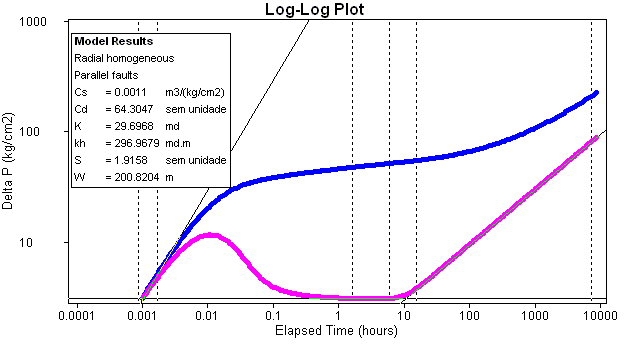 Log-Log Plot
1000
Model Results
Radial homogeneous
Parallel faults
Cs = 0.0011 m3/(kg/cm2)
Cd = 64.3047 sem unidade
K = 29.6968 md
kh = 296.9679 md.m
S = 1.9158 sem unidade
W = 200.8204 m
100
10
Delta P (kg/cm2)
0.0001 0.001 0.01 0.1 1 10 100 1000 10000
Elapsed Time (hours)